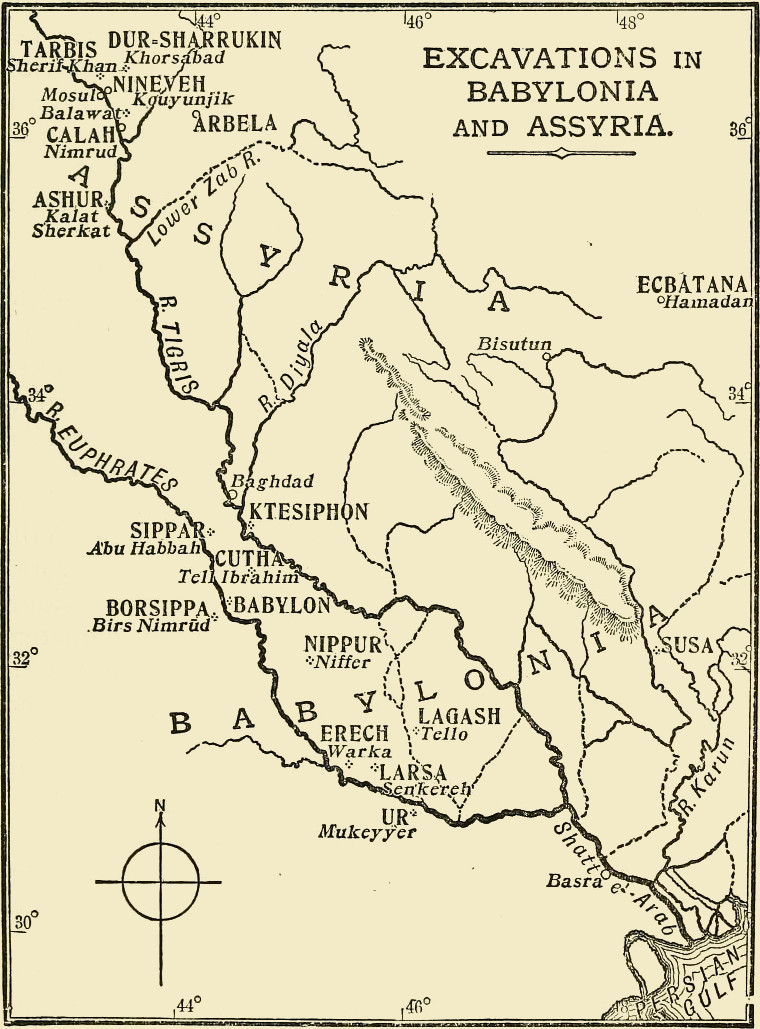 44°
46°
48°
EXCAVATIONS IN
BABYLONIA
AND ASSYRIA.
TARBIS
Sherif Khan
DUR=SHARRUKIN
Khorsabad
NINEVEH
Kouyunjik
Mosul
Balawat
36°
36°
CALAH
Nimrud
ARBELA
ASHUR
Kalat
Sherkat
Lower Zab R.
ASSYRIA
ECBATANA
Hamadan
R. TIGRIS
R. Diyala
Bisutun
34°
34°
R. EUPHRATES
Baghdad
KTESIPHON
SIPPAR
Abu Habbah
CUTHA
Tell Ibrahim
BORSIPPA
Birs Nimrūd
BABYLON
NIPPUR
Niffer
SUSA
32°
32°
BABYLONIA
LAGASH
Tello
ERECH
Warka
LARSA
Senkereh
UR
Mukeyyer
R. Karun
N
Shatt el-Arab
Basra
30°
PERSIAN
GULF
44°
46°